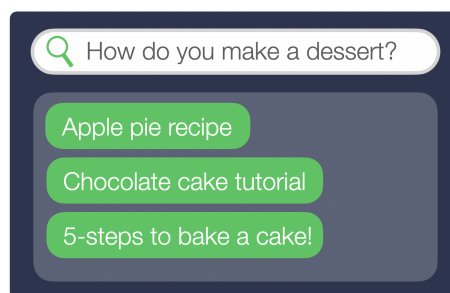 How do you make a dessert?
Apple pie recipe
Chocolate cake tutorial
5-steps to bake a cake!